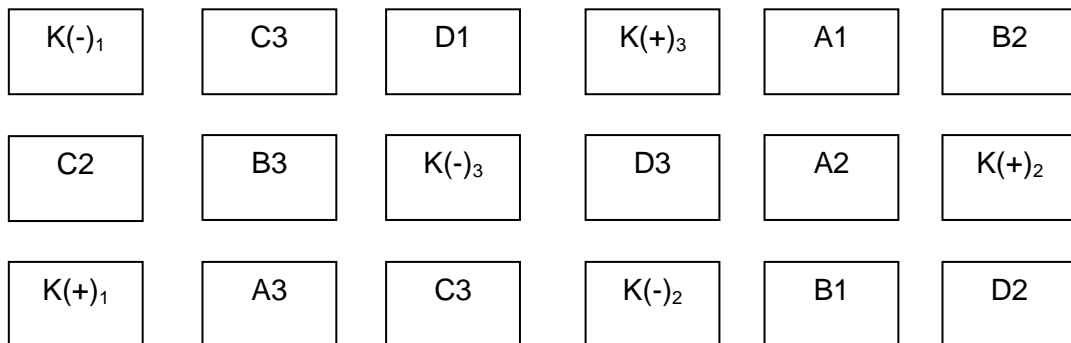 K(-)₁ C3 D1 K(+)₃ A1 B2
C2 B3 K(-)₃ D3 A2 K(+)₂
K(+)₁ A3 C3 K(-)₂ B1 D2